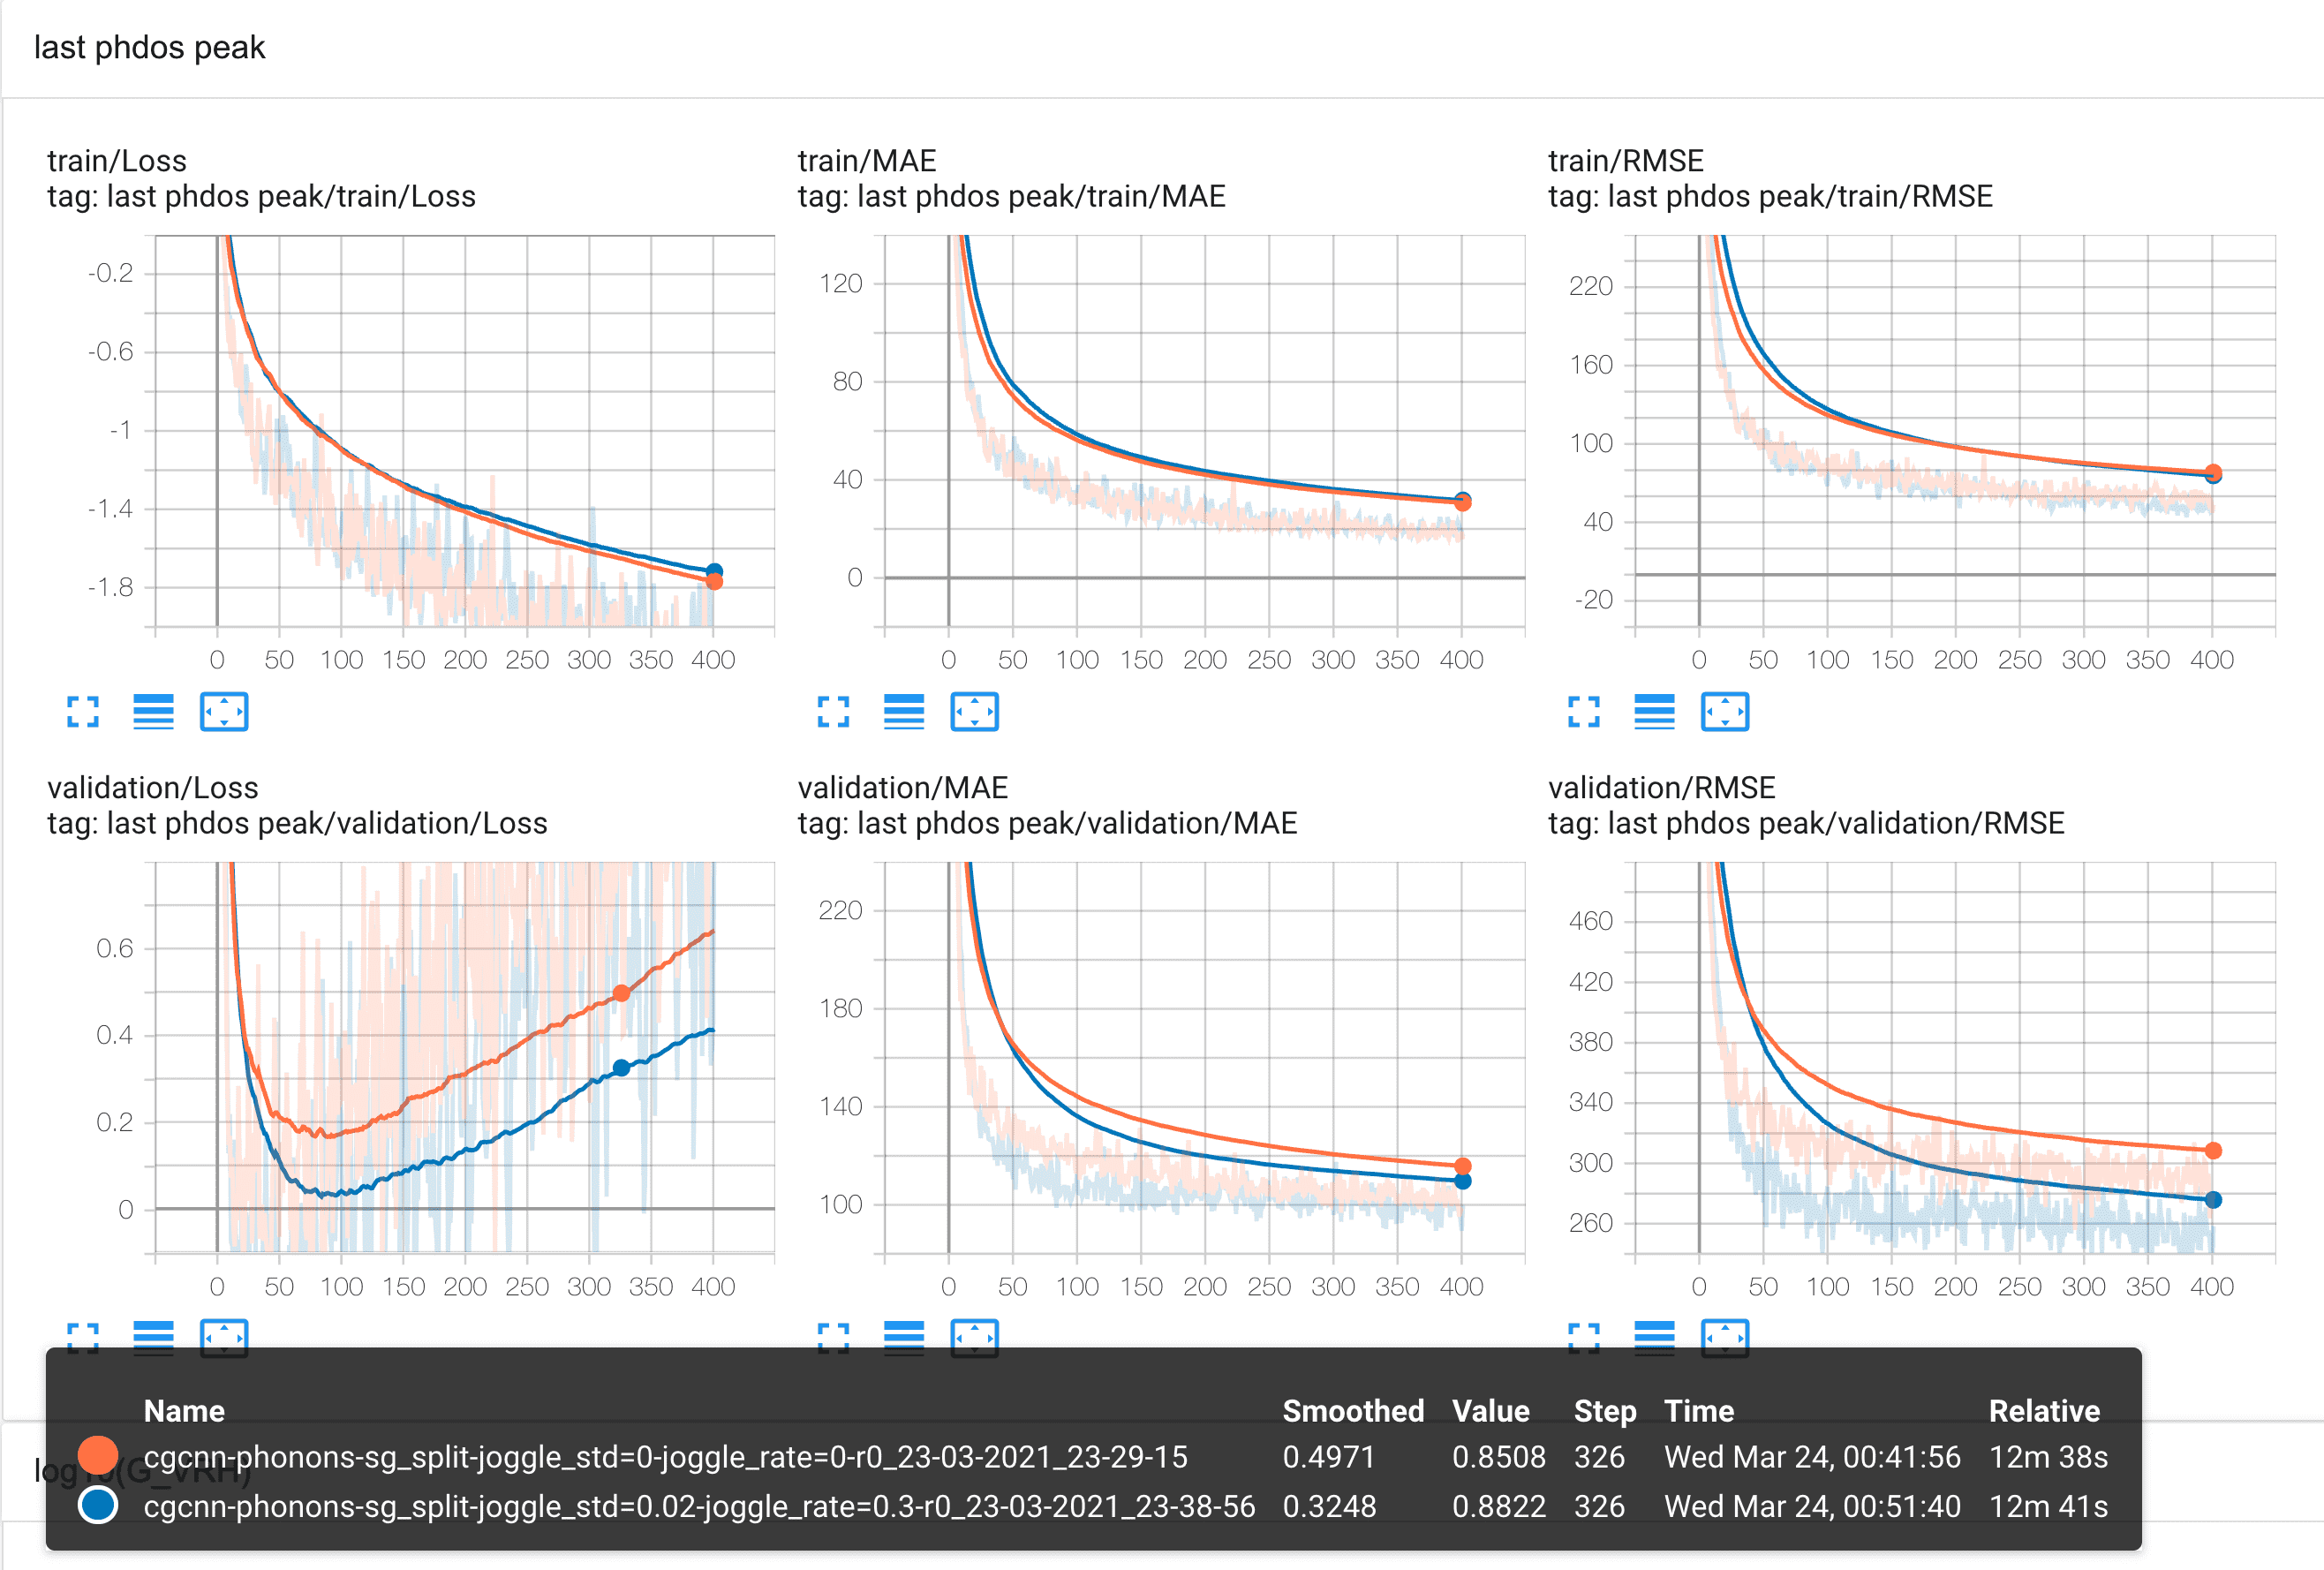 last phdos peak
train/Loss
tag: last phdos peak/train/Loss
-0.2
-0.6
-1
-1.4
-1.8
0 50 100 150 200 250 300 350 400
train/MAE
tag: last phdos peak/train/MAE
120
80
40
0
0 50 100 150 200 250 300 350 400
train/RMSE
tag: last phdos peak/train/RMSE
220
160
100
40
-20
0 50 100 150 200 250 300 350 400
validation/Loss
tag: last phdos peak/validation/Loss
0.6
0.4
0.2
0
0 50 100 150 200 250 300 350 400
validation/MAE
tag: last phdos peak/validation/MAE
220
180
140
100
0 50 100 150 200 250 300 350 400
validation/RMSE
tag: last phdos peak/validation/RMSE
460
420
380
340
300
260
0 50 100 150 200 250 300 350 400
Name Smoothed Value Step Time Relative
cgcnn-phonons-sg_split-joggle_std=0-joggle_rate=0-r0_23-03-2021_23-29-15 0.4971 0.8508 326 Wed Mar 24, 00:41:56 12m 38s
log10(G_VRH)
cgcnn-phonons-sg_split-joggle_std=0.02-joggle_rate=0.3-r0_23-03-2021_23-38-56 0.3248 0.8822 326 Wed Mar 24, 00:51:40 12m 41s